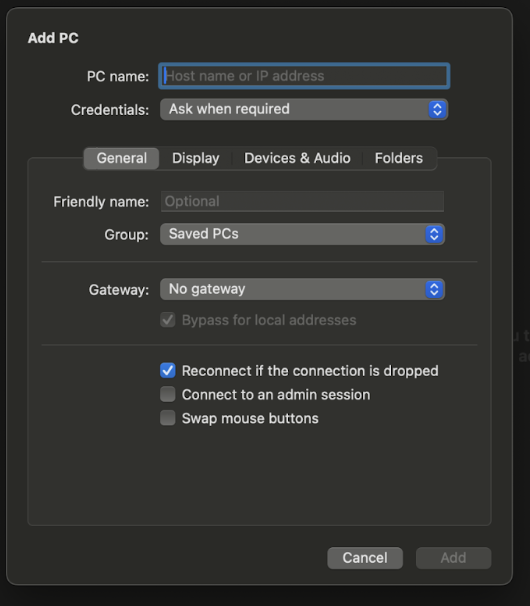 Add PC
PC name: Host name or IP address
Credentials: Ask when required
General Display Devices & Audio Folders
Friendly name: Optional
Group: Saved PCs
Gateway: No gateway
Bypass for local addresses
Reconnect if the connection is dropped
Connect to an admin session
Swap mouse buttons
Cancel Add